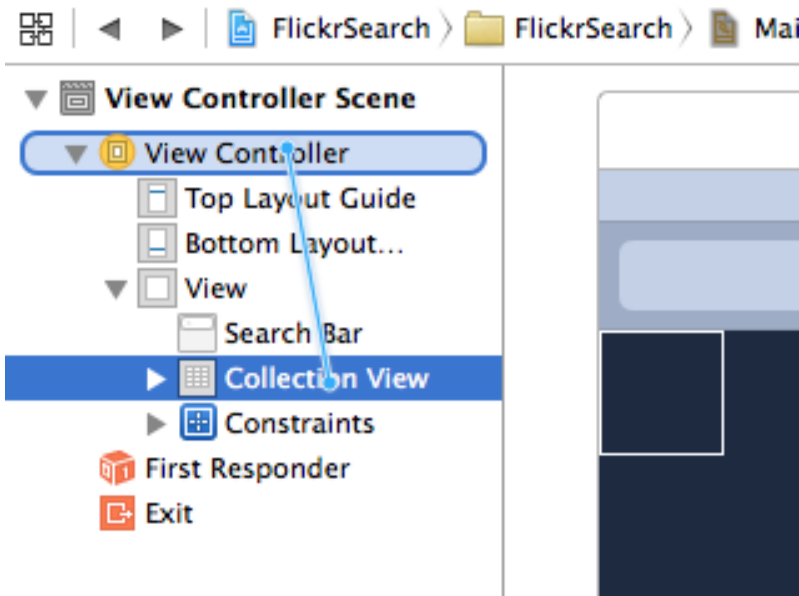 FlickrSearch FlickrSearch Mai
View Controller Scene
View Controller
Top Layout Guide
Bottom Layout...
View
Search Bar
Collection View
Constraints
First Responder
Exit